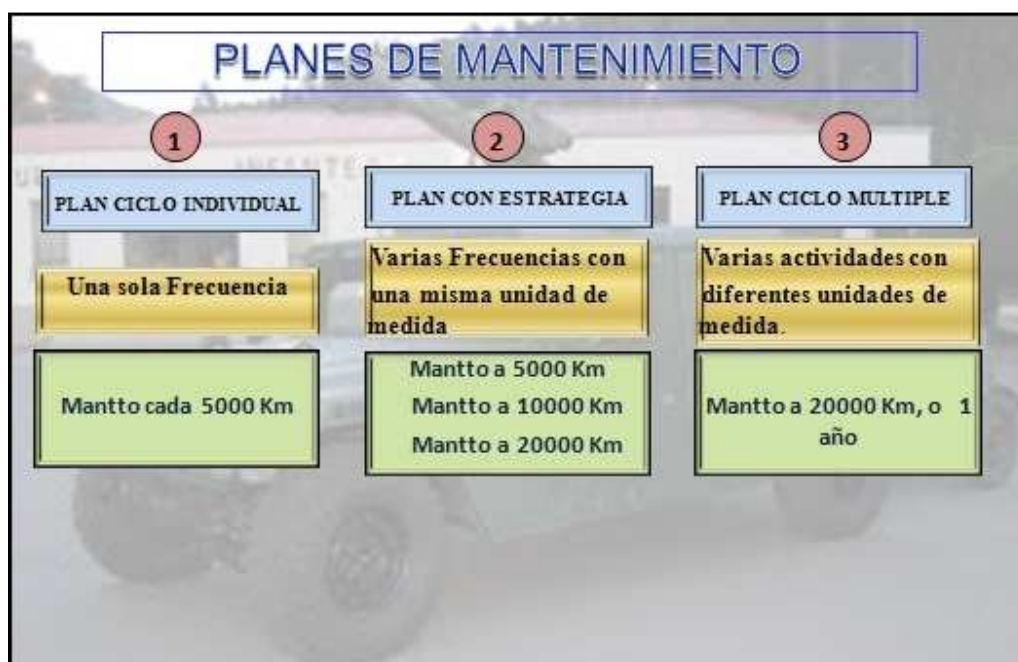 PLANES DE MANTENIMIENTO
1
PLAN CICLO INDIVIDUAL
Una sola Frecuencia
Mantto cada 5000 Km
2
PLAN CON ESTRATEGIA
Varias Frecuencias con
una misma unidad de
medida
Mantto a 5000 Km
Mantto a 10000 Km
Mantto a 20000 Km
3
PLAN CICLO MULTIPLE
Varias actividades con
diferentes unidades de
medida.
Mantto a 20000 Km, o 1
año